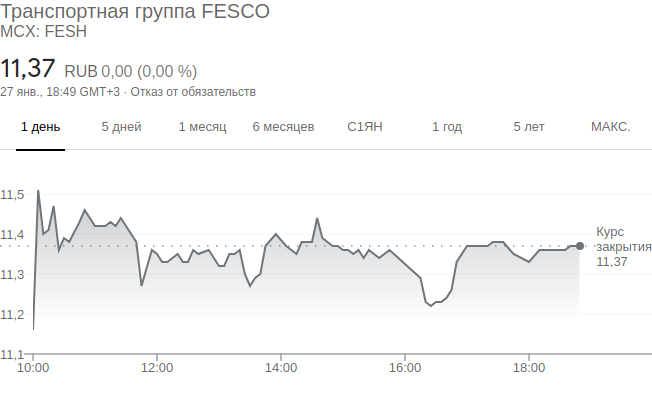 Транспортная группа FESCO
MCX: FESH
11,37 RUB 0,00 (0,00 %)
27 янв., 18:49 GMT+3 · Отказ от обязательств
1 день 5 дней 1 месяц 6 месяцев С1ЯН 1 год 5 лет МАКС.
11,5
11,4
11,3
11,2
11,1
Курс
закрытия
11,37
10:00 12:00 14:00 16:00 18:00